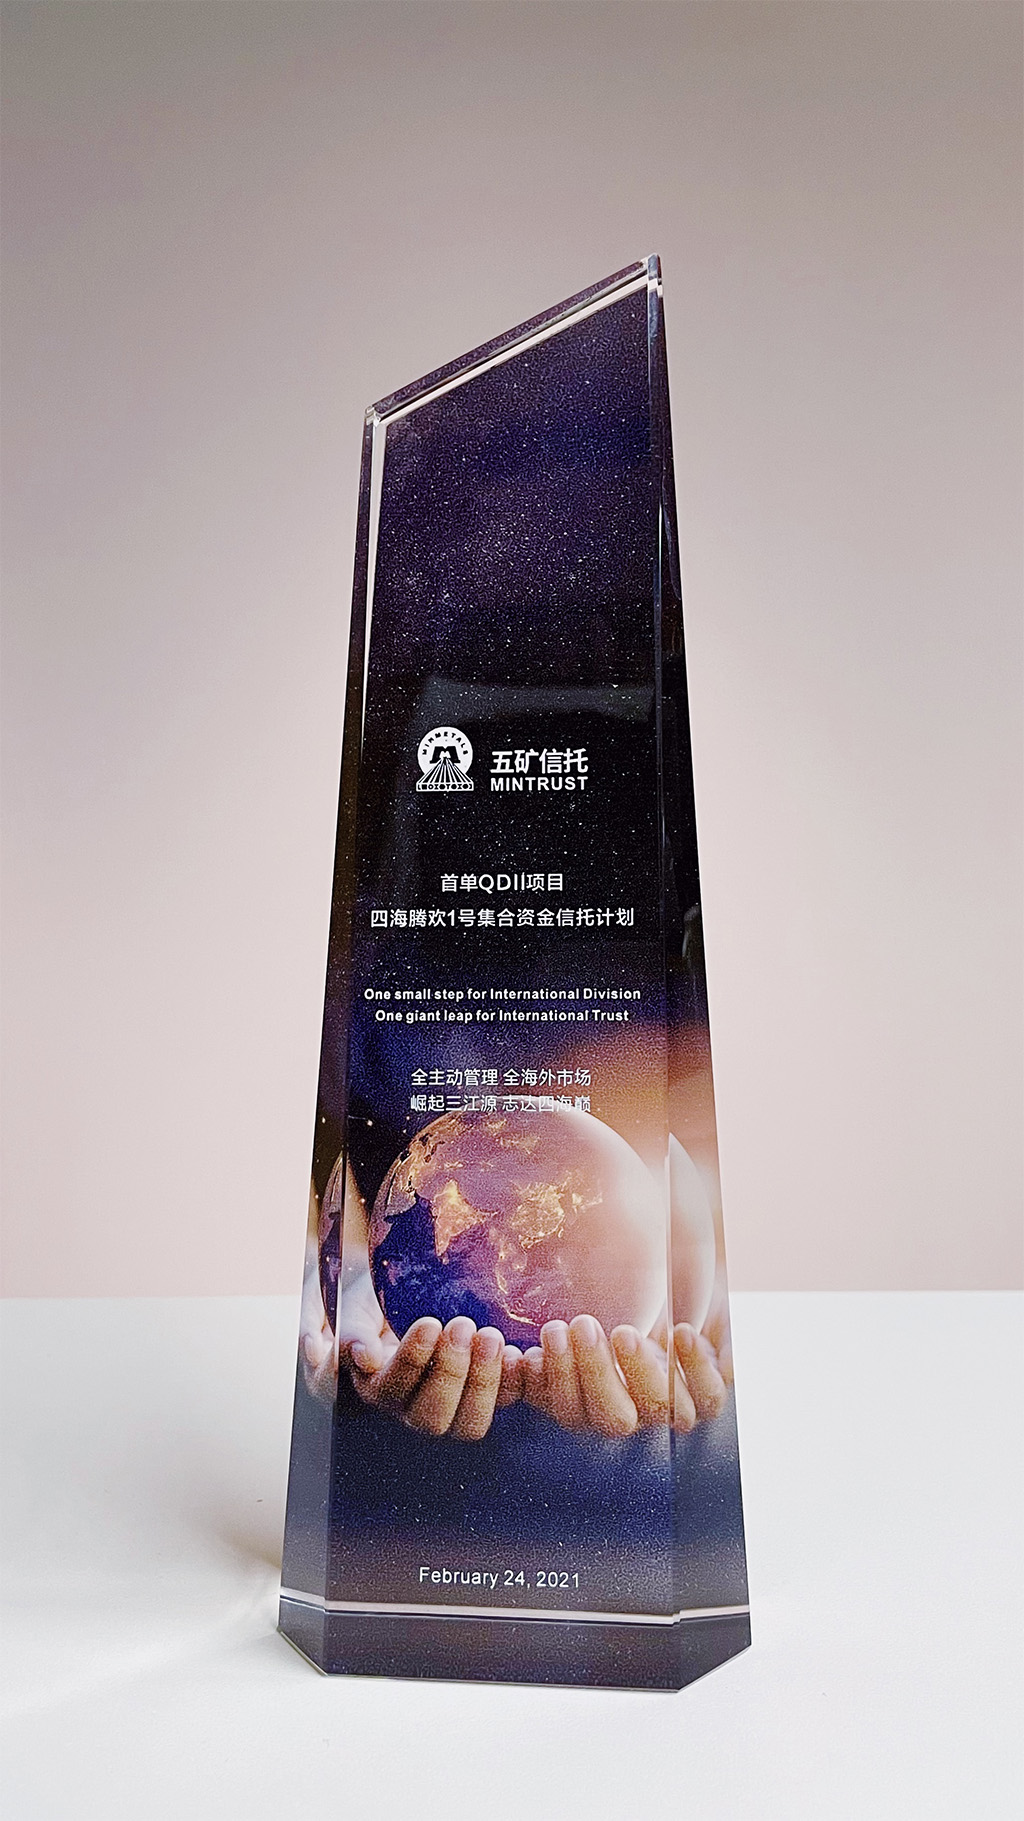 MINMETALS
五矿信托
MINTRUST
首单QDII项目
四海腾欢1号集合资金信托计划
One small step for International Division
One giant leap for International Trust
全主动管理 全海外市场
崛起三江源 志达四海巅
February 24, 2021